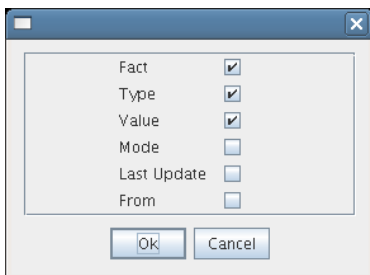 Fact
Type
Value
Mode
Last Update
From
Ok Cancel